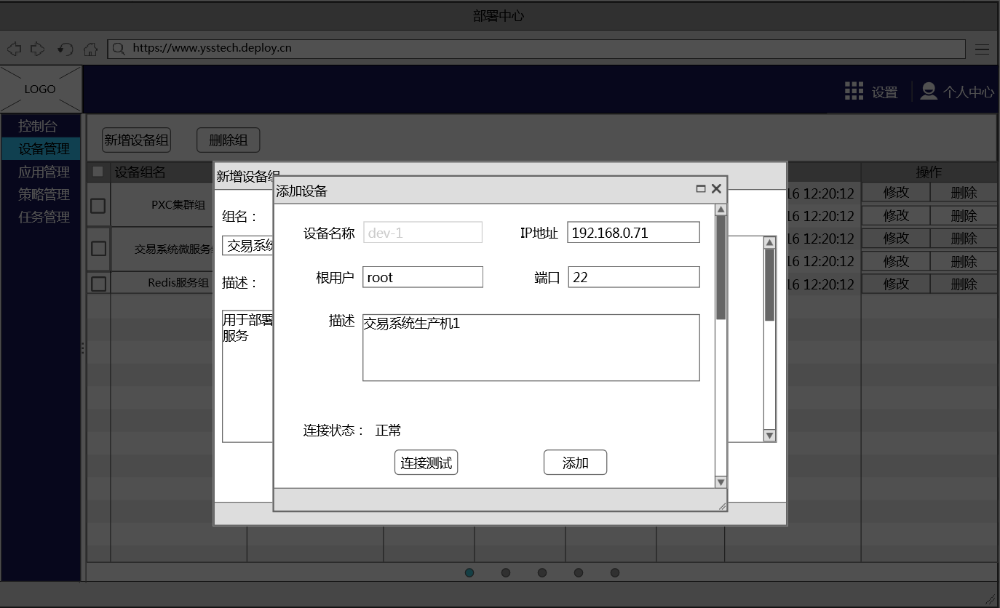 部署中心
https://www.ysstech.deploy.cn
LOGO
设置
个人中心
控制台
设备管理
应用管理
策略管理
任务管理
新增设备组
删除组
设备组名
操作
PXC集群组
16 12:20:12
修改
删除
16 12:20:12
修改
删除
交易系统微服务
16 12:20:12
修改
删除
16 12:20:12
修改
删除
Redis服务组
16 12:20:12
修改
删除
新增设备组
组名：
交易系统
描述：
用于部署
服务
添加设备
设备名称
dev-1
IP地址
192.168.0.71
根用户
root
端口
22
描述
交易系统生产机1
连接状态：
正常
连接测试
添加